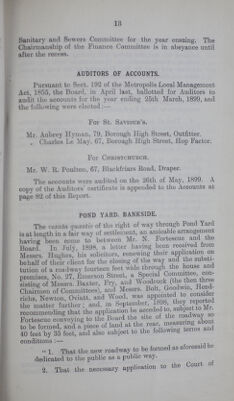 13
Sanitary and Sewers Committee for the year ensuing. The
Chairmanship of the Finance Committee is in abeyance until
after the recess.
AUDITORS OF ACCOUNTS.
Pursuant to Sect. 192 of the Metropolis Local Management
Act, 1855, the Board, in April last, ballotted for Auditors to
audit the accounts for the year ending 25th March, 1899, and
the following were elected:—
For St. Saviour's.
Mr. Aubrey Hyman, 79, Borough High Street, Outfitter.
„ Charles Le May, 67, Borough High Street, Hop Factor.
For Christchurch.
Mr. W. R. Poulten, 67, Blackfriars Road, Draper.
The accounts were audited on the 26th of May, 1899. A
copy of the Auditors' certificate is appended to the Accounts at
page 82 of this Report.
POND YARD. BANKSIDE.
The vexata quæstio of the right of way through Pond Yard
is at length in a fair way of settlement, an amicable arrangement
having been come to between Mr. N. Fortescue and the
Board. In July, 1898, a letter having been received from
Messrs. Hughes, his solicitors, renewing their application on
behalf of their client for the closing of the way and the substi-
tution of a roadway fourteen feet wide through the house and
premises, No. 27, Emerson Street, a Special Committee, con-
sisting of Messrs. Baxter, Fry, and Woodrock (the then three
Chairmen of Committees), and Messrs. Bolt, Goodwin, Hend-
richs, Newton, Oviatt, and Wood, was appointed to consider
the matter further; and, in September, 1898, they reported
recommending that the application be acceded to, subject to Mr.
Fortescue conveying to the Board the site of the roadway so
to be formed, and a piece of land at the rear, measuring about
40 feet by 35 feet, and also subject to the following terms and
conditions:—
"1. That the new roadway to be formed as aforesaid be
dedicated to the public as a public way.
2. That the necessary application to the Court of